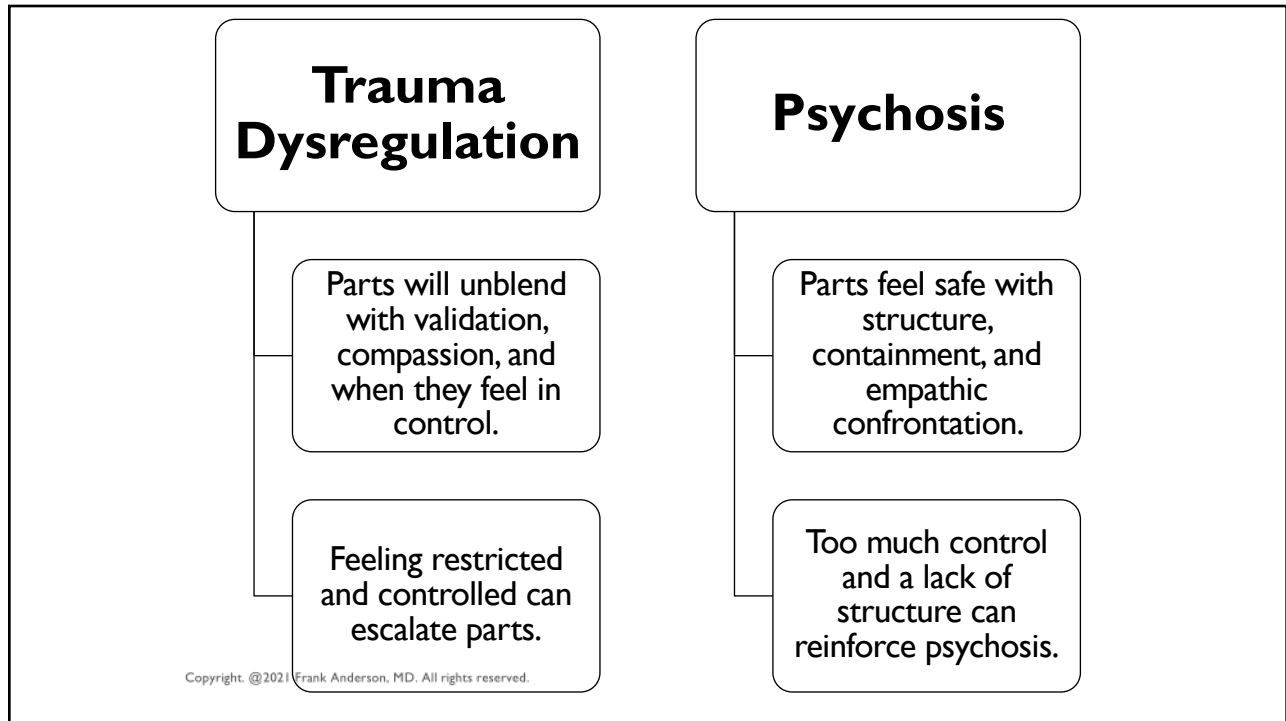 Trauma
Dysregulation
Parts will unblend
with validation,
compassion, and
when they feel in
control.
Feeling restricted
and controlled can
escalate parts.
Psychosis
Parts feel safe with
structure,
containment, and
empathic
confrontation.
Too much control
and a lack of
structure can
reinforce psychosis.
Copyright. @2021 Frank Anderson, MD. All rights reserved.